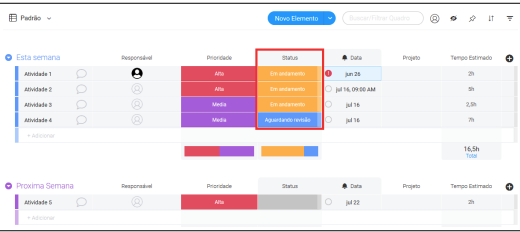 Padrão
Novo Elemento
Buscar/Filtrar Quadro
Esta semana Responsável Prioridade Status Data Projeto Tempo Estimado
Atividade 1 Alta Em andamento jun 26 2h
Atividade 2 Alta Em andamento jul 16, 09:00 AM 5h
Atividade 3 Media Em andamento jul 16 2,5h
Atividade 4 Media Aguardando revisão jul 16 7h
+ Adicionar
16,5h
Total
Proxima Semana Responsável Prioridade Status Data Projeto Tempo Estimado
Atividade 5 Alta jul 22 2h
+ Adicionar